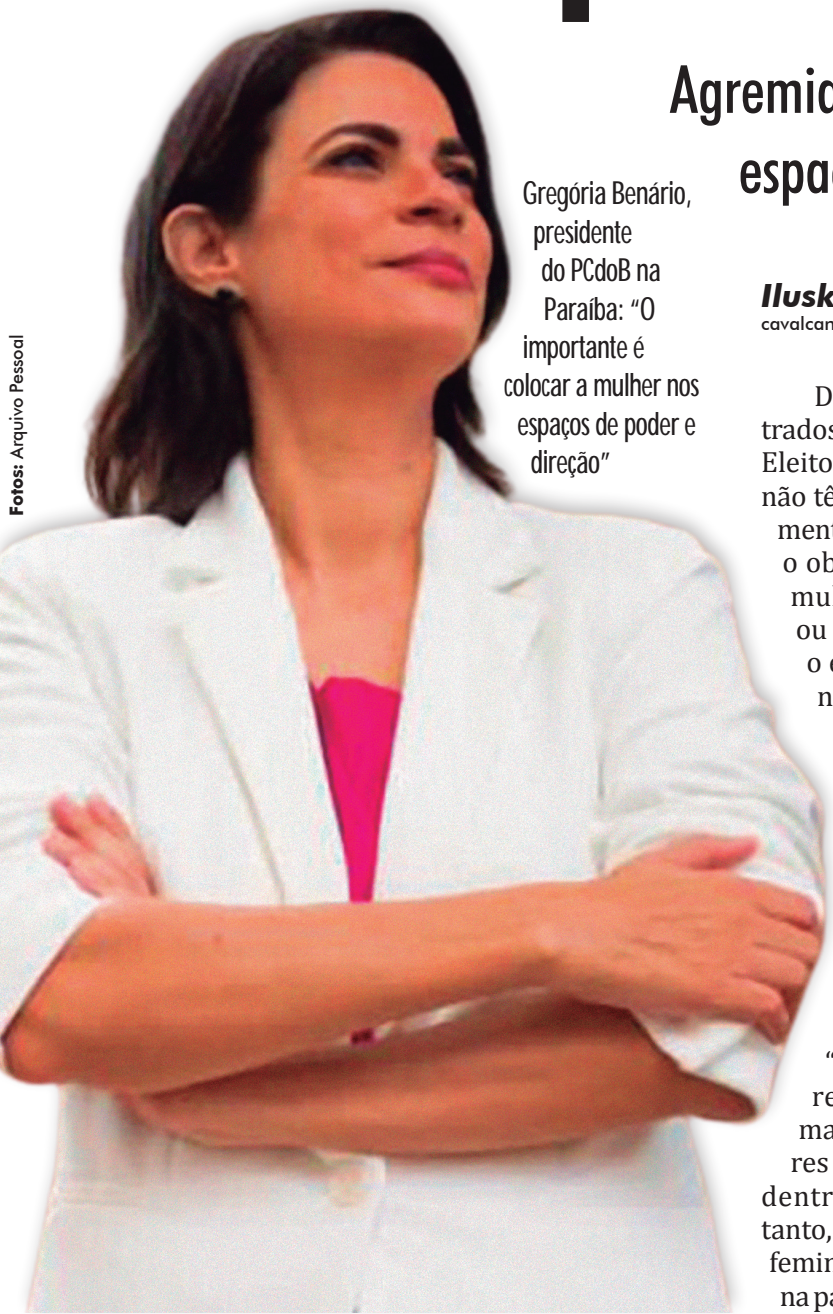 Agremia
espa
Gregória Benário,
presidente
do PCdoB na
Paraíba: “O
importante é
colocar a mulher nos
espaços de poder e
direção”
Fotos: Arquivo Pessoal
Ilusk
cavalcan
D
trados
Eleito
não tê
ment
o ob
mul
ou
o e
n
“
re
ma
res
dentr
tanto,
femin
na pa